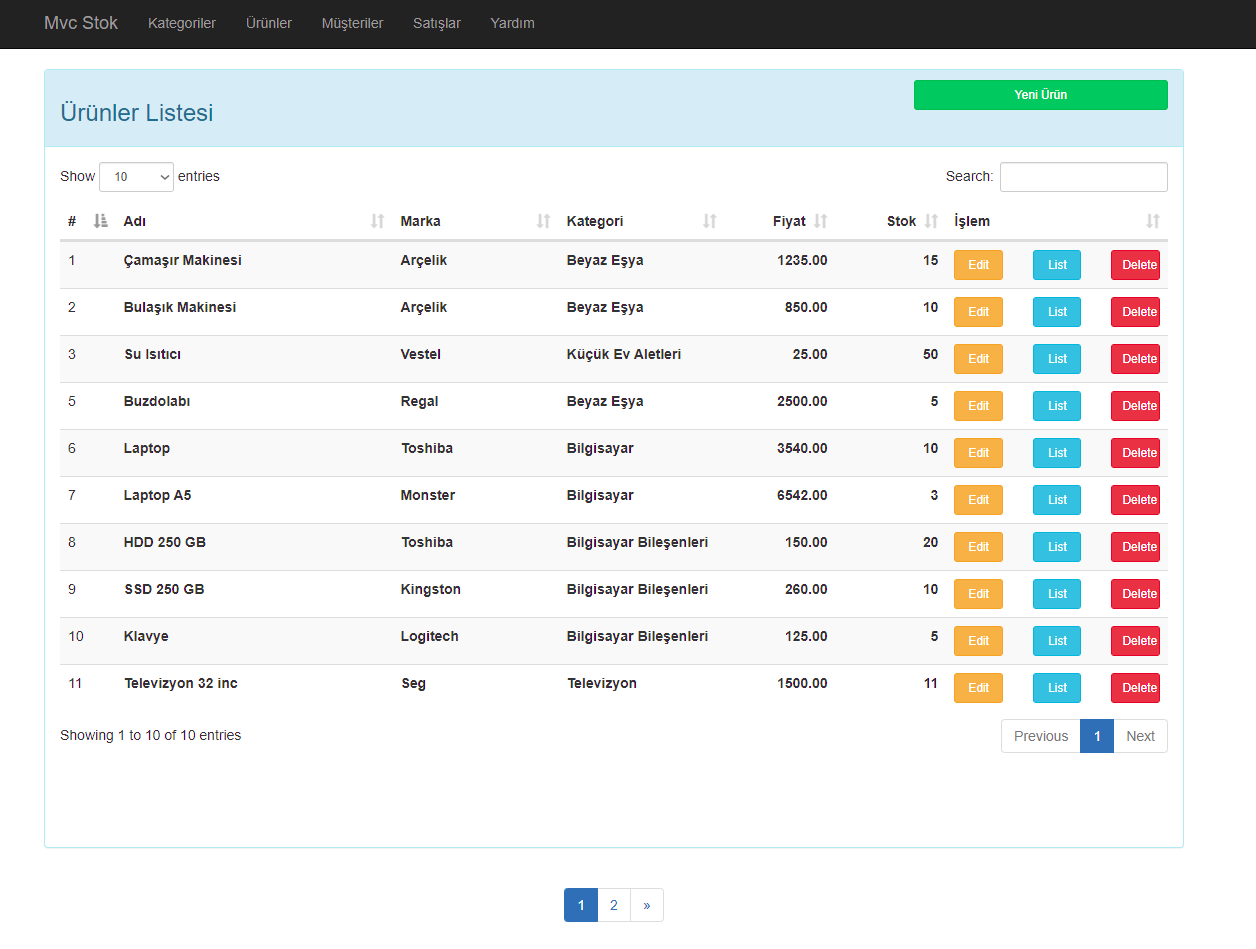 Mvc Stok Kategoriler Ürünler Müşteriler Satışlar Yardım
Ürünler Listesi
Yeni Ürün
Show 10 entries
Search:
# Adı Marka Kategori Fiyat Stok İşlem
1 Çamaşır Makinesi Arçelik Beyaz Eşya 1235.00 15 Edit List Delete
2 Bulaşık Makinesi Arçelik Beyaz Eşya 850.00 10 Edit List Delete
3 Su Isıtıcı Vestel Küçük Ev Aletleri 25.00 50 Edit List Delete
5 Buzdolabı Regal Beyaz Eşya 2500.00 5 Edit List Delete
6 Laptop Toshiba Bilgisayar 3540.00 10 Edit List Delete
7 Laptop A5 Monster Bilgisayar 6542.00 3 Edit List Delete
8 HDD 250 GB Toshiba Bilgisayar Bileşenleri 150.00 20 Edit List Delete
9 SSD 250 GB Kingston Bilgisayar Bileşenleri 260.00 10 Edit List Delete
10 Klavye Logitech Bilgisayar Bileşenleri 125.00 5 Edit List Delete
11 Televizyon 32 inc Seg Televizyon 1500.00 11 Edit List Delete
Showing 1 to 10 of 10 entries
Previous 1 Next
1 2 »